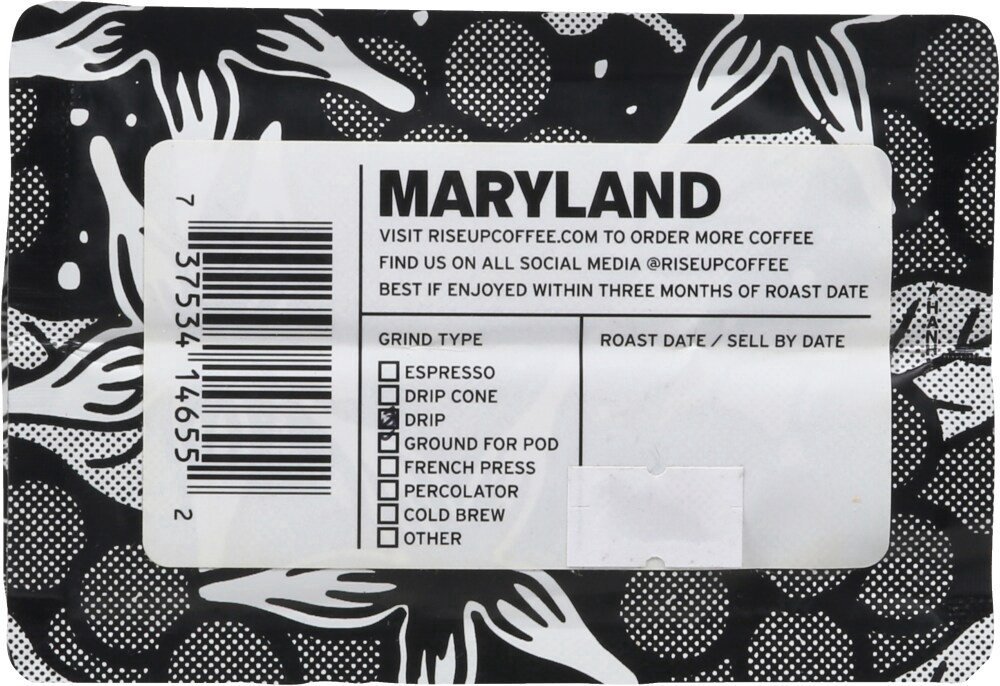 MARYLAND
VISIT RISEUPCOFFEE.COM TO ORDER MORE COFFEE
FIND US ON ALL SOCIAL MEDIA @RISEUPCOFFEE
BEST IF ENJOYED WITHIN THREE MONTHS OF ROAST DATE
GRIND TYPE
ESPRESSO
DRIP CONE
DRIP
GROUND FOR POD
FRENCH PRESS
PERCOLATOR
COLD BREW
OTHER
ROAST DATE / SELL BY DATE
7 37534 14655 2